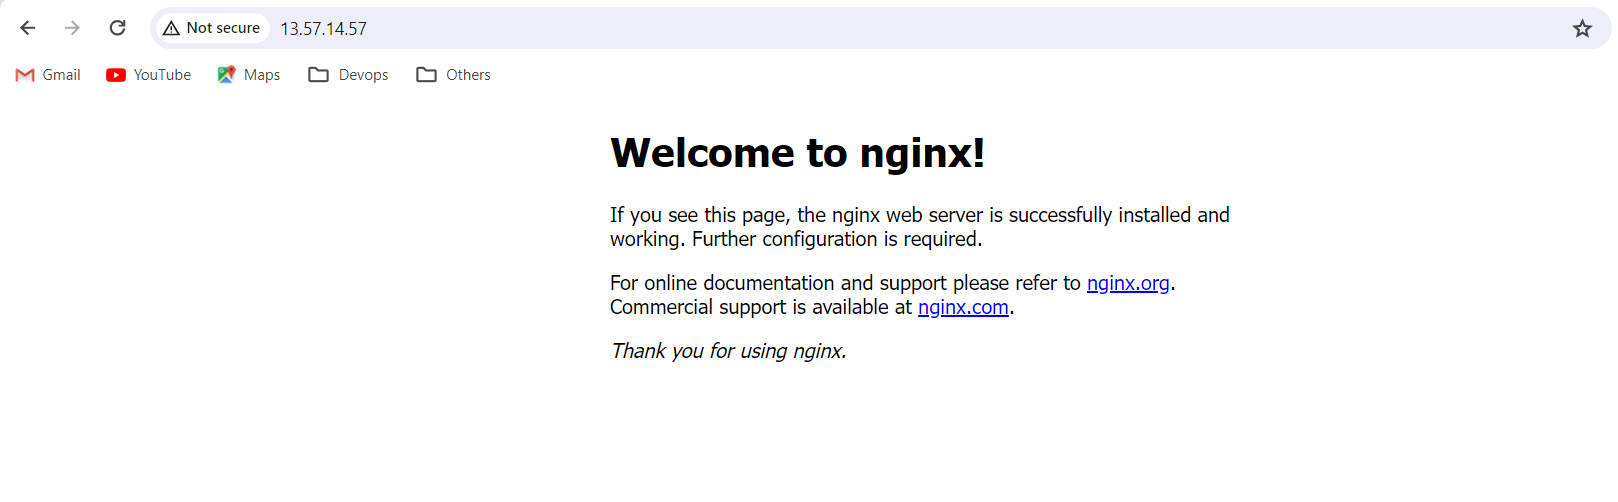 Not secure 13.57.14.57
Gmail YouTube Maps Devops Others
Welcome to nginx!
If you see this page, the nginx web server is successfully installed and
working. Further configuration is required.
For online documentation and support please refer to nginx.org.
Commercial support is available at nginx.com.
Thank you for using nginx.